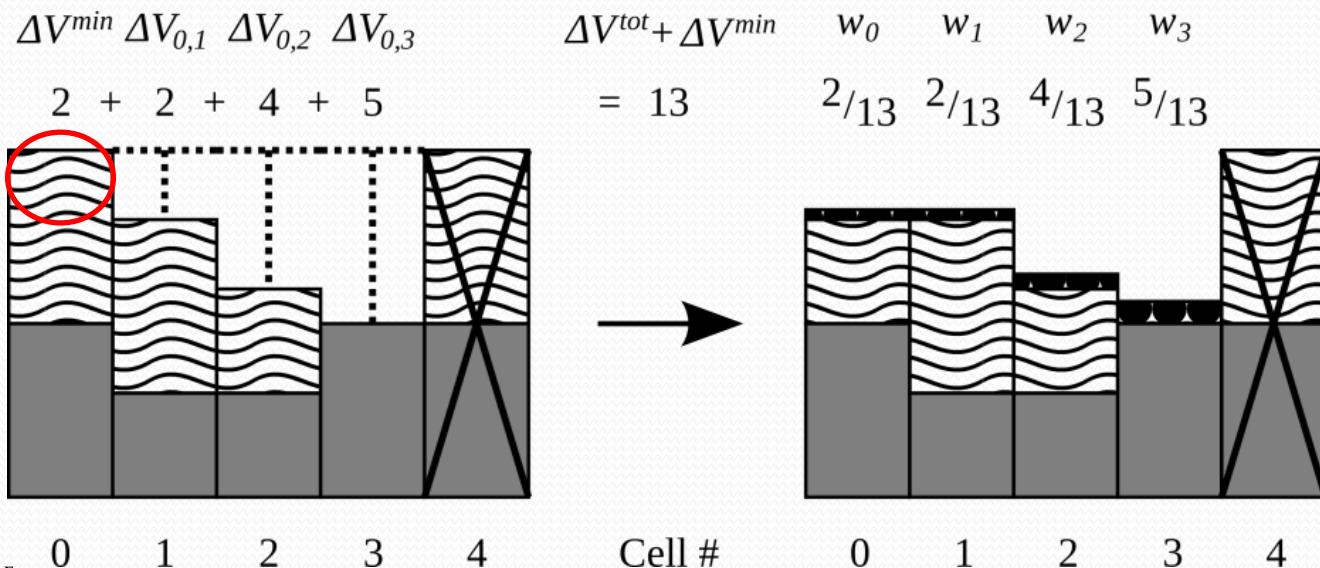 ΔV^min ΔV_0,1 ΔV_0,2 ΔV_0,3 ΔV^tot + ΔV^min w_0 w_1 w_2 w_3
2 + 2 + 4 + 5 = 13 2/13 2/13 4/13 5/13
0 1 2 3 4 Cell # 0 1 2 3 4